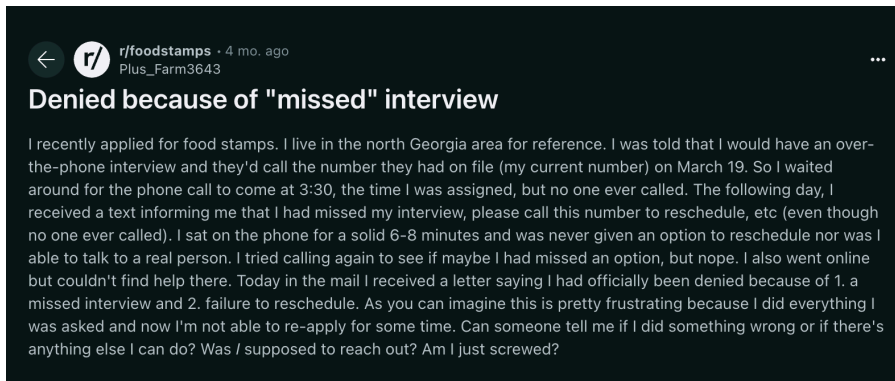 r/foodstamps • 4 mo. ago
r/
Plus_Farm3643
Denied because of "missed" interview
I recently applied for food stamps. I live in the north Georgia area for reference. I was told that I would have an over-
the-phone interview and they'd call the number they had on file (my current number) on March 19. So I waited
around for the phone call to come at 3:30, the time I was assigned, but no one ever called. The following day, I
received a text informing me that I had missed my interview, please call this number to reschedule, etc (even though
no one ever called). I sat on the phone for a solid 6-8 minutes and was never given an option to reschedule nor was I
able to talk to a real person. I tried calling again to see if maybe I had missed an option, but nope. I also went online
but couldn't find help there. Today in the mail I received a letter saying I had officially been denied because of 1. a
missed interview and 2. failure to reschedule. As you can imagine this is pretty frustrating because I did everything I
was asked and now I'm not able to re-apply for some time. Can someone tell me if I did something wrong or if there's
anything else I can do? Was I supposed to reach out? Am I just screwed?